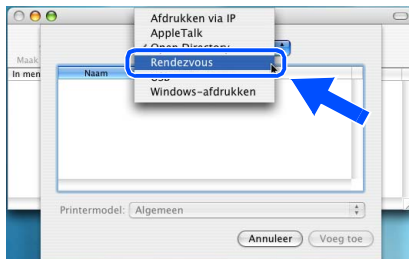 Afdrukken via IP
AppleTalk
Open Directory
Maak
Rendezvous
In men
Naam
USB
Windows-afdrukken
Printermodel: Algemeen
Annuleer Voeg toe